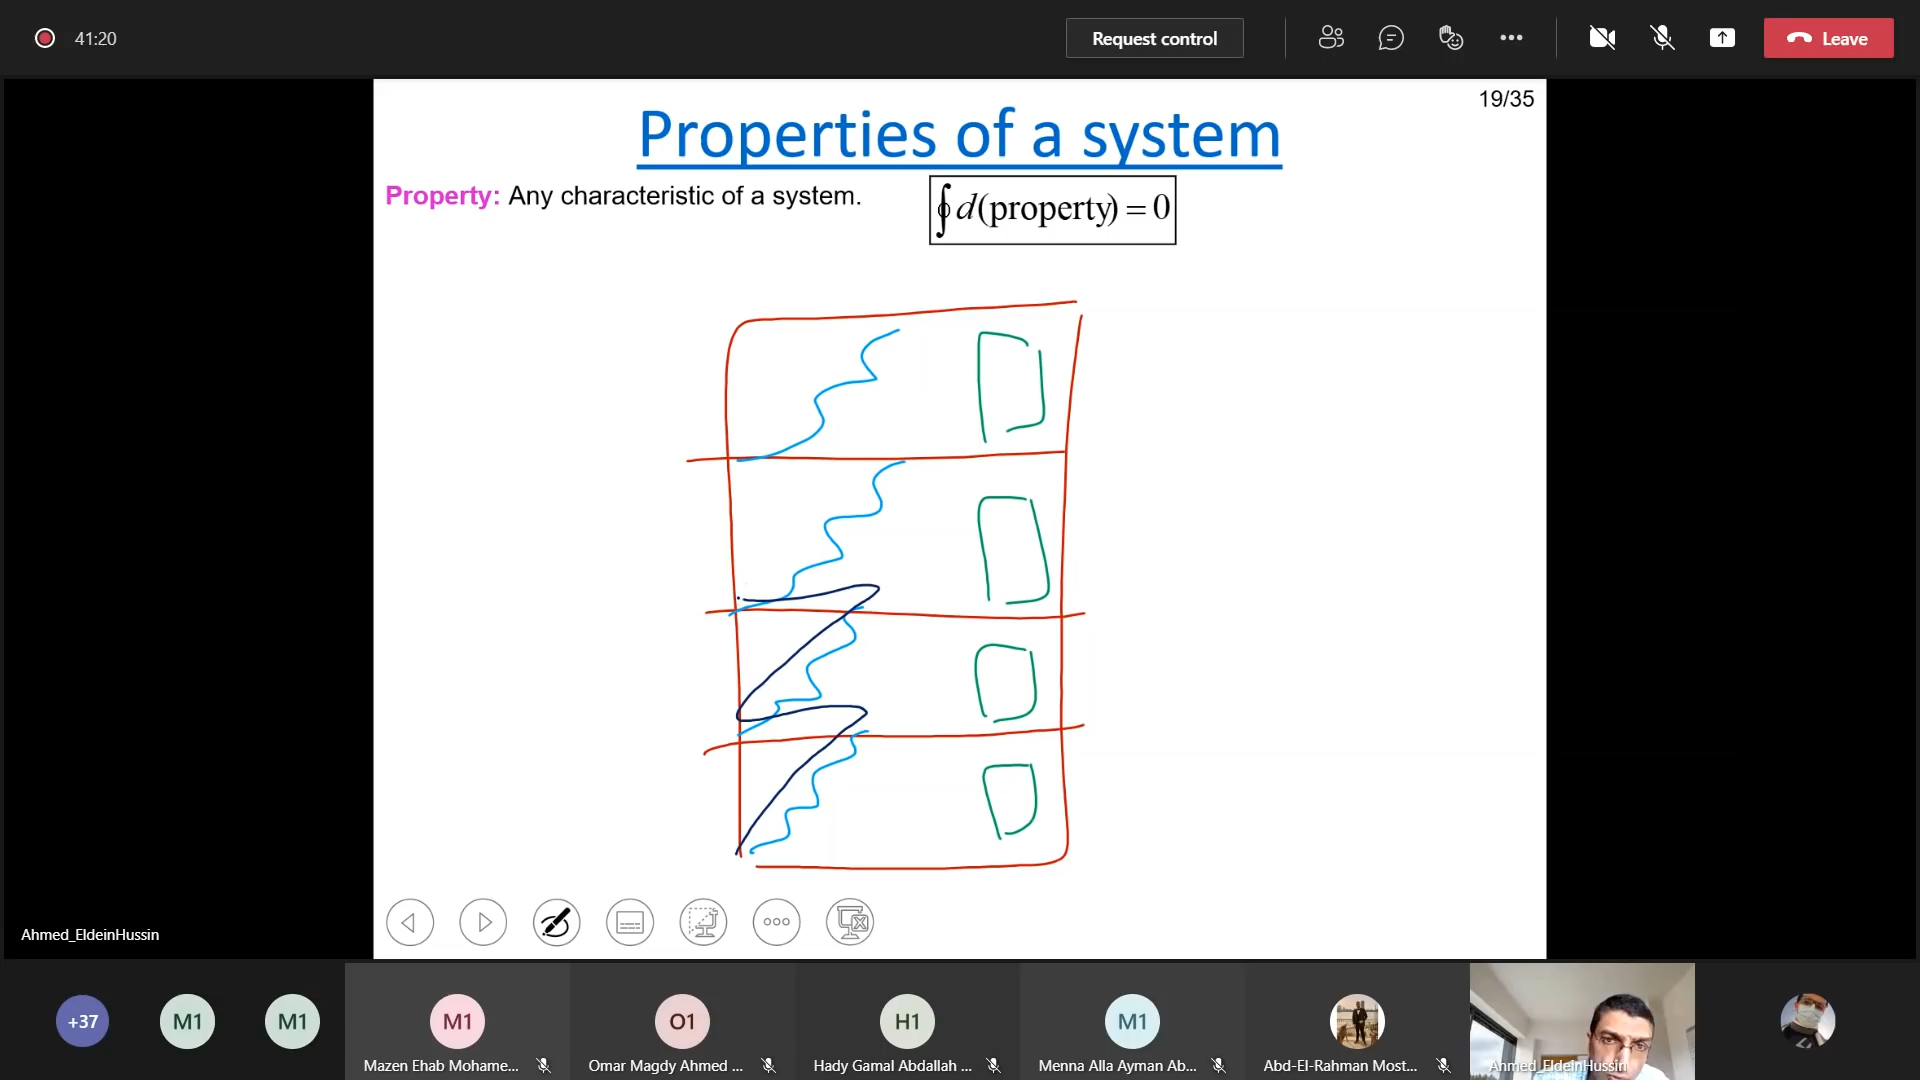 41:20
Request control
Leave
19/35
Properties of a system
Property: Any characteristic of a system.
∮ d(property) = 0
Ahmed_EldeinHussin
+37
M1
M1
M1
O1
H1
M1
Mazen Ehab Mohame...
Omar Magdy Ahmed ...
Hady Gamal Abdallah ...
Menna Alla Ayman Ab...
Abd-El-Rahman Most...
Ahmed_EldeinHussin